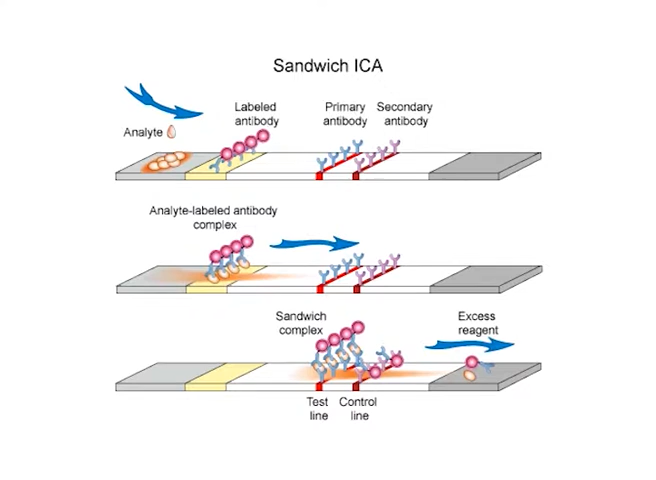 Sandwich ICA
Labeled
antibody
Primary
antibody
Secondary
antibody
Analyte
Analyte-labeled antibody
complex
Sandwich
complex
Excess
reagent
Test
line
Control
line